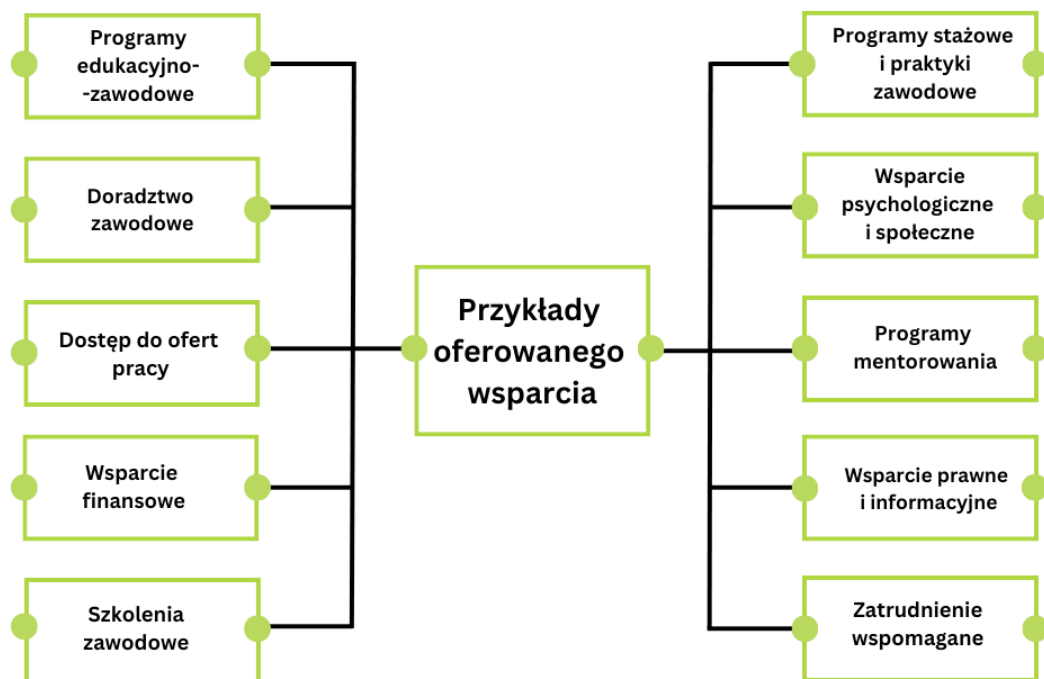 Programy
edukacyjno-
-zawodowe
Doradztwo
zawodowe
Dostęp do ofert
pracy
Wsparcie
finansowe
Szkolenia
zawodowe
Przykłady
oferowanego
wsparcia
Programy stażowe
i praktyki
zawodowe
Wsparcie
psychologiczne
i społeczne
Programy
mentorowania
Wsparcie prawne
i informacyjne
Zatrudnienie
wspomagane